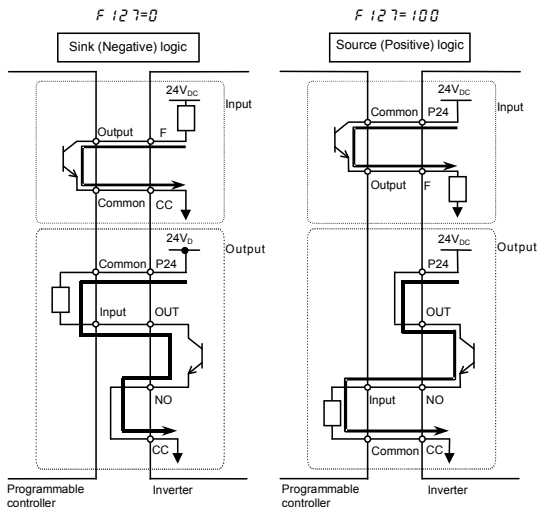 F127=0
Sink (Negative) logic
24VDC
Input
Output
F
Common
CC
24VD
Output
Common
P24
Input
OUT
NO
CC
Programmable
controller
Inverter
F127=100
Source (Positive) logic
24VDC
Common
P24
Input
Output
F
24VDC
Output
P24
OUT
Input
NO
Common
CC
Programmable
controller
Inverter